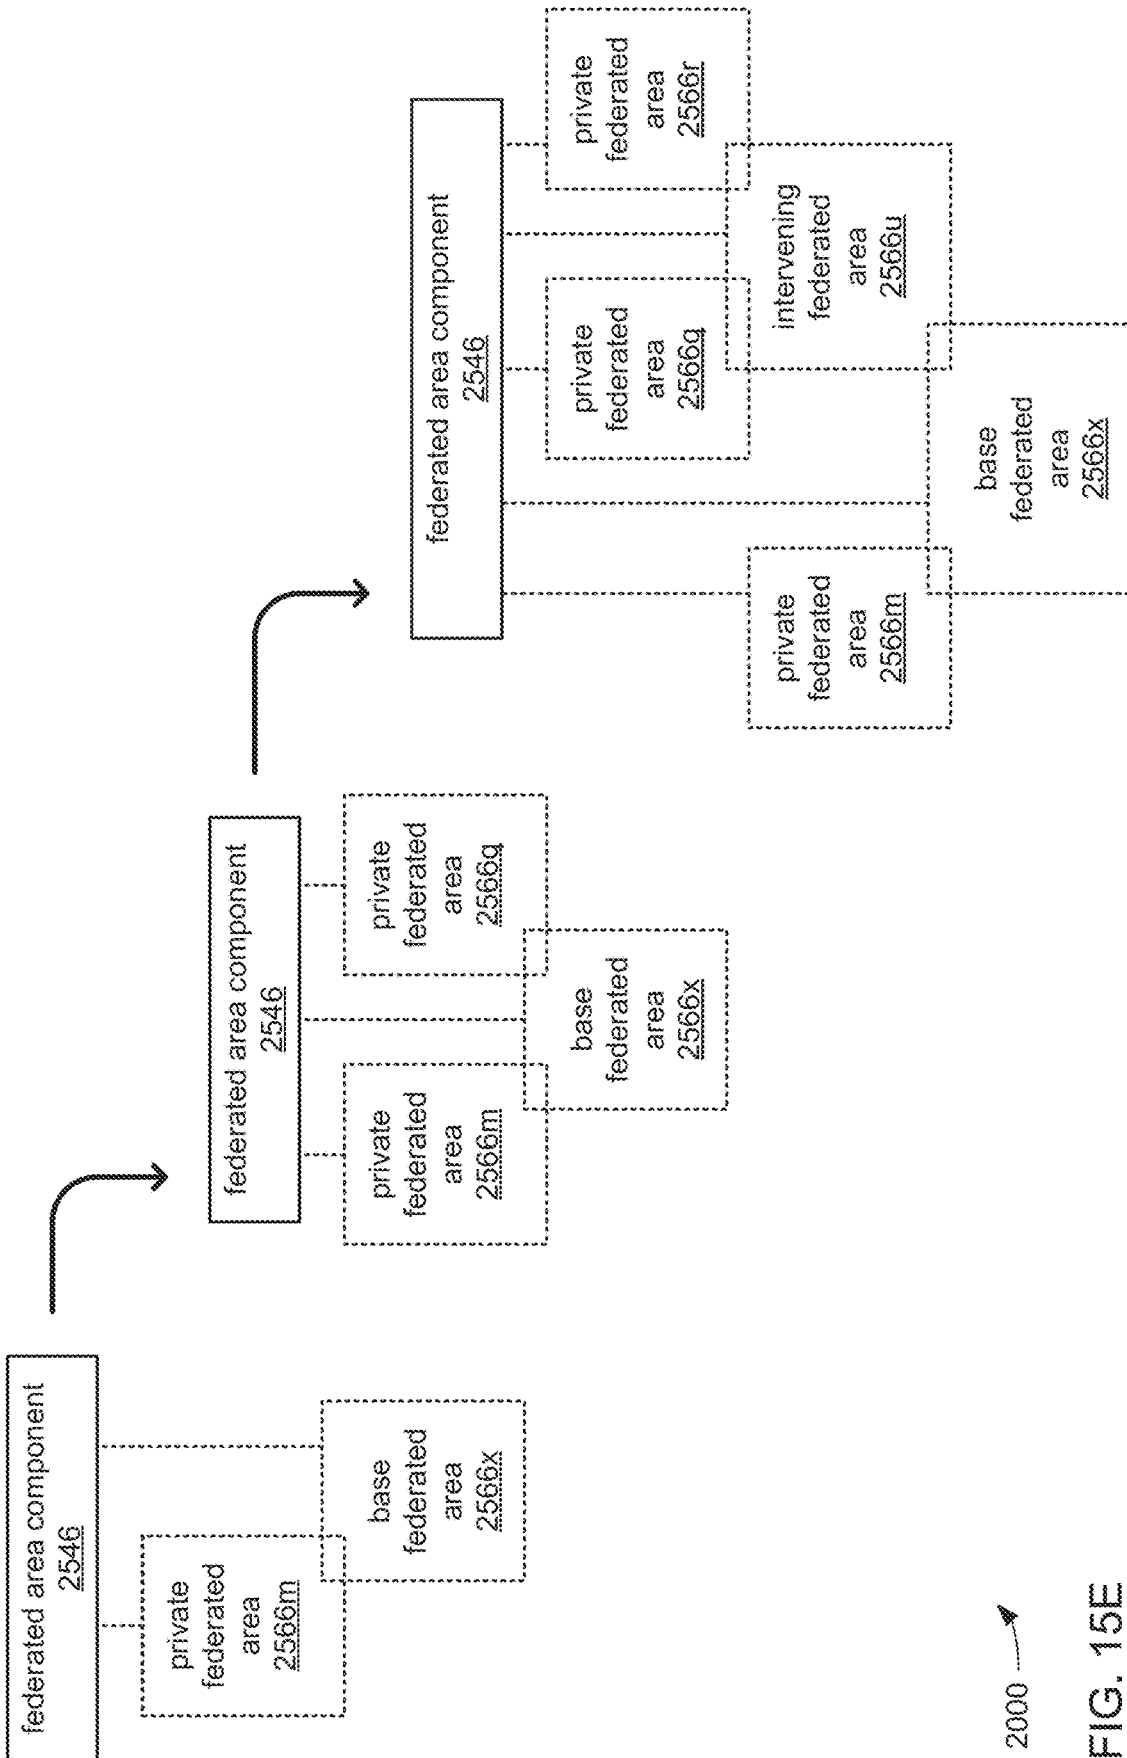 federated area component
2546
private
federated
area
2566m
base
federated
area
2566x
federated area component
2546
private
federated
area
2566m
base
federated
area
2566x
private
federated
area
2566q
federated area component
2546
private
federated
area
2566m
base
federated
area
2566x
private
federated
area
2566q
intervening
federated
area
2566u
private
federated
area
2566r
2000
FIG. 15E